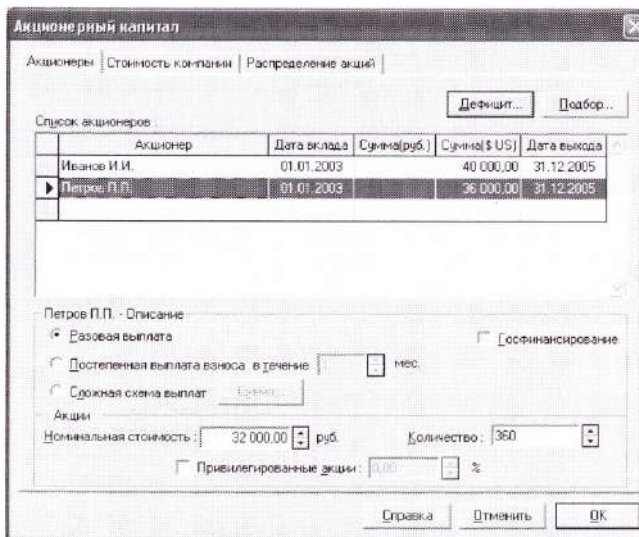 Акционерный капитал
Акционеры Стоимость компании Распределение акций
Дефицит... Подбор...
Список акционеров :
Акционер Дата вклада Сумма(руб.) Сумма($ US) Дата выхода
Иванов И.И. 01.01.2003 40 000,00 31.12.2005
Петров П.П. 01.01.2003 36 000,00 31.12.2005
Петров П.П. - Описание
Разовая выплата Госфинансирование
Постепенная выплата взноса в течение мес.
Сложная схема выплат
Акции
Номинальная стоимость : 32 000,00 руб. Количество : 360
Привилегированные акции : 0,00 %
Справка Отменить OK